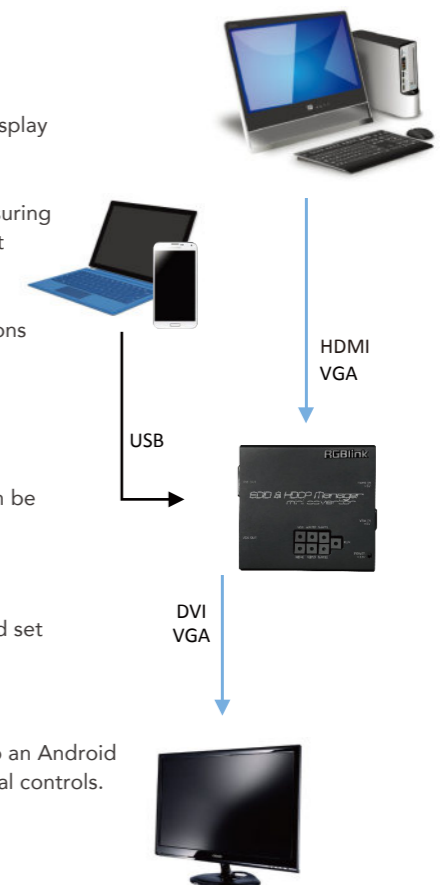 splay
suring
t
ons
HDMI
VGA
USB
RGBlink
n be
EDID & HDCP Manager
mini converter
DVI
VGA
d set
o an Android
al controls.